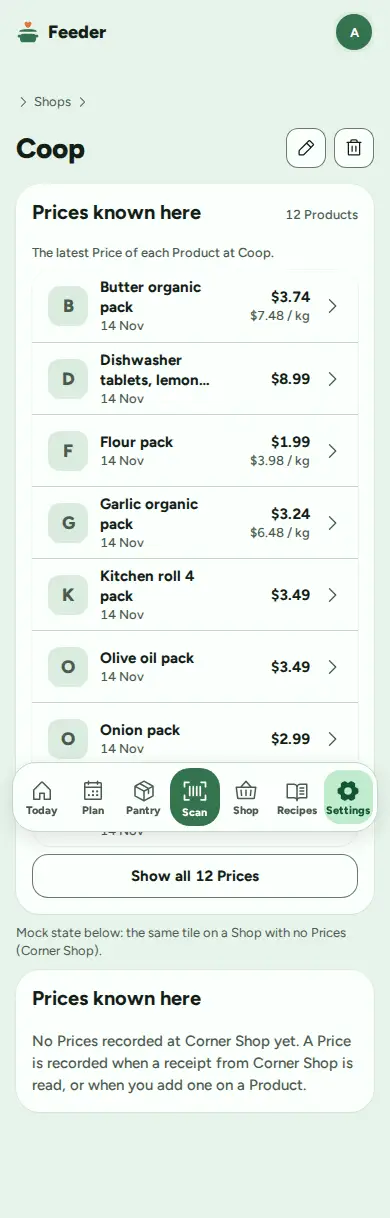 Feeder
A
Shops
Coop
Prices known here
12 Products
The latest Price of each Product at Coop.
B
Butter organic
pack
14 Nov
$3.74
$7.48 / kg
D
Dishwasher
tablets, lemon...
14 Nov
$8.99
F
Flour pack
14 Nov
$1.99
$3.98 / kg
G
Garlic organic
pack
14 Nov
$3.24
$6.48 / kg
K
Kitchen roll 4
pack
14 Nov
$3.49
O
Olive oil pack
14 Nov
$3.49
O
Onion pack
14 Nov
$2.99
Today
Plan
Pantry
Scan
Shop
Recipes
Settings
Show all 12 Prices
Mock state below: the same tile on a Shop with no Prices
(Corner Shop).
Prices known here
No Prices recorded at Corner Shop yet. A Price
is recorded when a receipt from Corner Shop is
read, or when you add one on a Product.